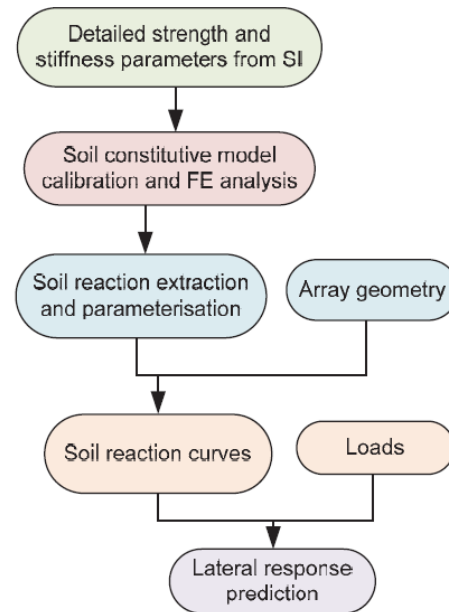 Detailed strength and
stiffness parameters from SI
Soil constitutive model
calibration and FE analysis
Soil reaction extraction
and parameterisation
Array geometry
Soil reaction curves
Loads
Lateral response
prediction